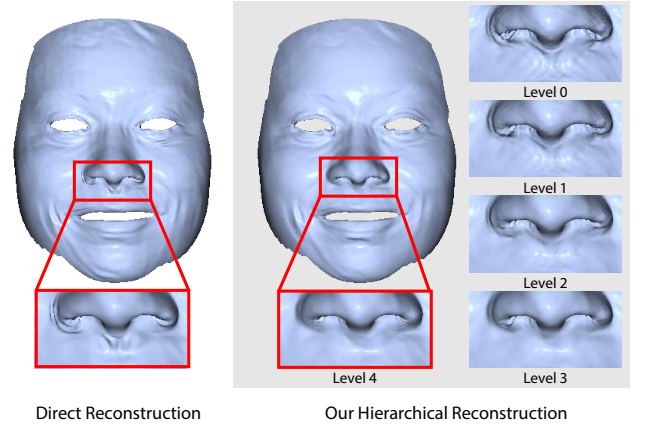 Level 0
Level 1
Level 2
Level 4
Level 3
Direct Reconstruction
Our Hierarchical Reconstruction